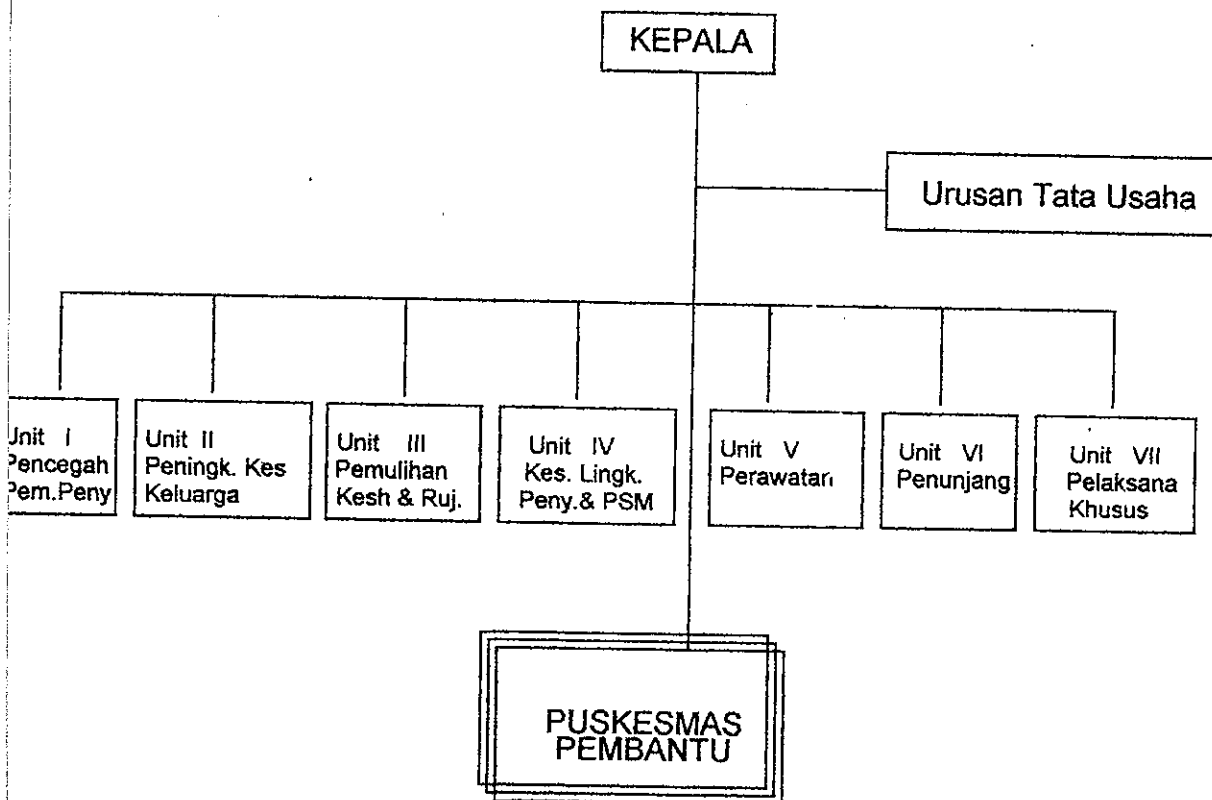 KEPALA
Urusan Tata Usaha
Unit I
Pencegah
Pem.Peny
Unit II
Peningk. Kes
Keluarga
Unit III
Pemulihan
Kesh & Ruj.
Unit IV
Kes. Lingk.
Peny.& PSM
Unit V
Perawatan
Unit VI
Penunjang
Unit VII
Pelaksana
Khusus
PUSKESMAS
PEMBANTU